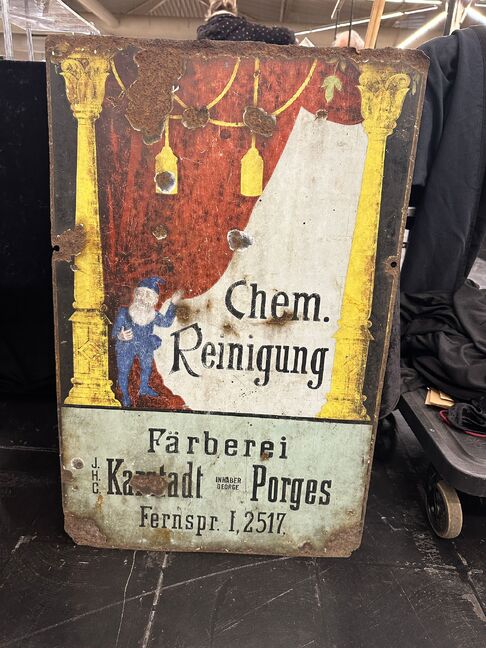 Chem.
Reinigung
Färberei
J.H.C. Karstadt INHABER GEORGE Porges
Fernspr. I, 2517.